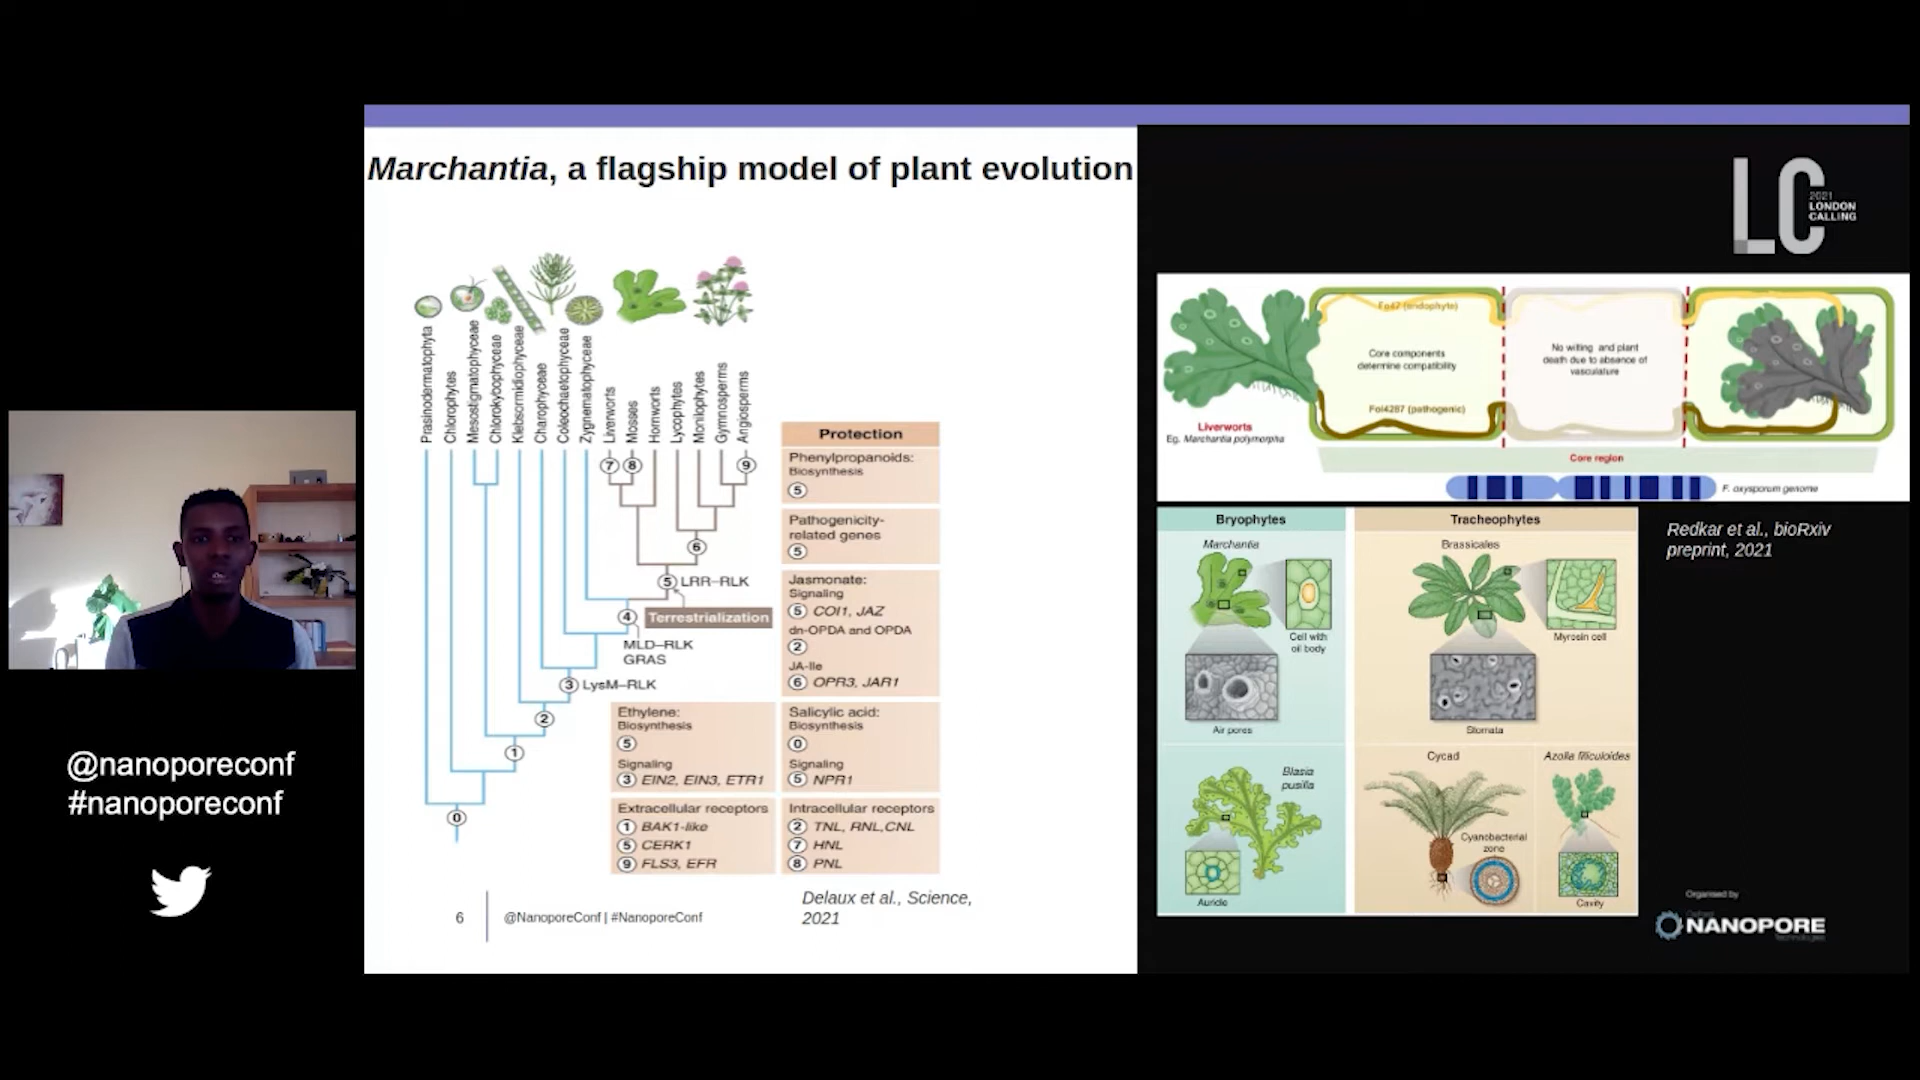 Marchantia, a flagship model of plant evolution
Prasinodermatophyta
Chlorophytes
Mesostigmatophyceae
Chlorokybophyceae
Klebsormidiophyceae
Charophyceae
Coleochaetophyceae
Zygnematophyceae
Liverworts
Mosses
Hornworts
Lycophytes
Monilophytes
Gymnosperms
Angiosperms
7
8
9
6
5 LRR–RLK
4 Terrestrialization
MLD–RLK
GRAS
3 LysM–RLK
2
1
0
Protection
Phenylpropanoids:
Biosynthesis
5
Pathogenicity-
related genes
5
Jasmonate:
Signaling
5 COI1, JAZ
dn-OPDA and OPDA
2
JA-Ile
6 OPR3, JAR1
Ethylene:
Biosynthesis
5
Signaling
3 EIN2, EIN3, ETR1
Salicylic acid:
Biosynthesis
0
Signaling
5 NPR1
Extracellular receptors
1 BAK1-like
5 CERK1
9 FLS3, EFR
Intracellular receptors
2 TNL, RNL,CNL
7 HNL
8 PNL
Delaux et al., Science,
2021
6
@NanoporeConf | #NanoporeConf
LC
2021
LONDON
CALLING
Fo47 (endophyte)
Core components
determine compatibility
Fol4287 (pathogenic)
No wilting and plant
death due to absence of
vasculature
Liverworts
Eg. Marchantia polymorpha
Core region
F. oxysporum genome
Redkar et al., bioRxiv
preprint, 2021
Bryophytes
Marchantia
Cell with
oil body
Air pores
Blasia
pusilla
Auricle
Tracheophytes
Brassicales
Myrosin cell
Stomata
Cycad
Cyanobacterial
zone
Azolla filiculoides
Cavity
Organised by
NANOPORE
Technologies
@nanoporeconf
#nanoporeconf